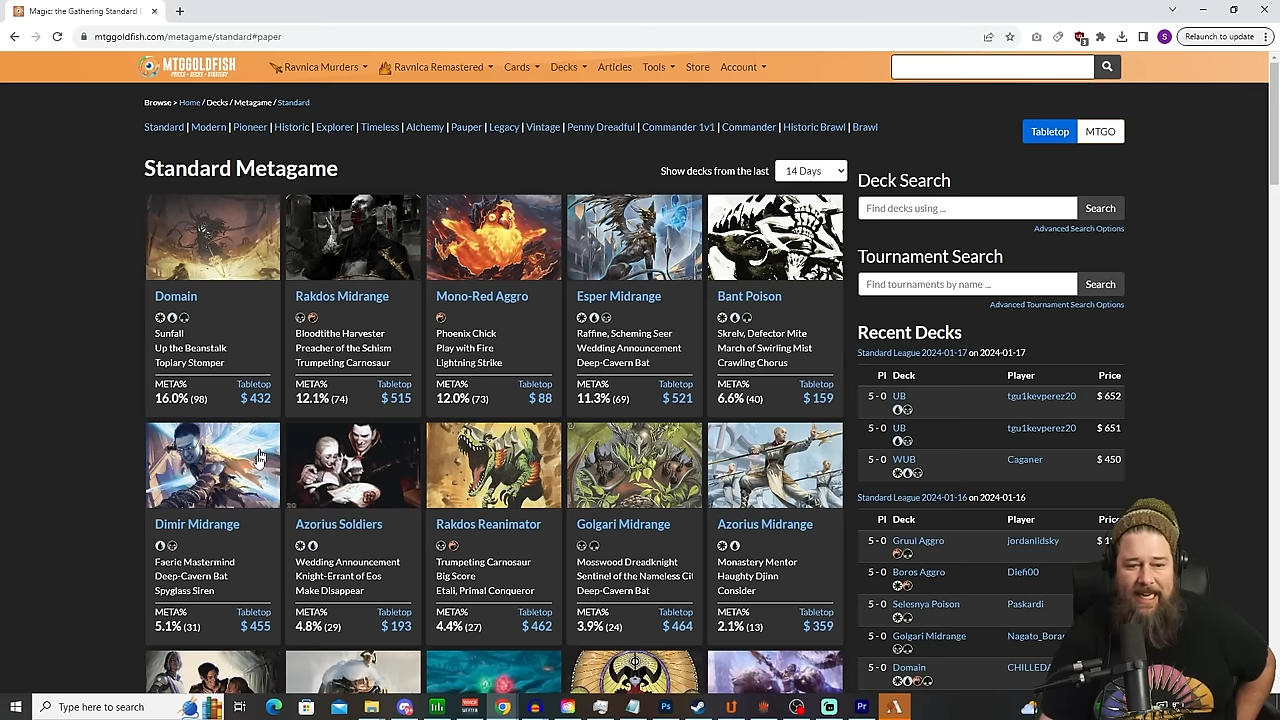 Magic: the Gathering Standard
mtggoldfish.com/metagame/standard#paper
Relaunch to update
MTGGOLDFISH
PRICES • DECKS • STRATEGY
Ravnica Murders
Ravnica Remastered
Cards
Decks
Articles
Tools
Store
Account
Browse > Home / Decks / Metagame / Standard
Standard | Modern | Pioneer | Historic | Explorer | Timeless | Alchemy | Pauper | Legacy | Vintage | Penny Dreadful | Commander 1v1 | Commander | Historic Brawl | Brawl
Tabletop MTGO
Standard Metagame
Show decks from the last 14 Days
Domain
Sunfall
Up the Beanstalk
Topiary Stomper
META% Tabletop
16.0% (98) $ 432
Rakdos Midrange
Bloodtithe Harvester
Preacher of the Schism
Trumpeting Carnosaur
META% Tabletop
12.1% (74) $ 515
Mono-Red Aggro
Phoenix Chick
Play with Fire
Lightning Strike
META% Tabletop
12.0% (73) $ 88
Esper Midrange
Raffine, Scheming Seer
Wedding Announcement
Deep-Cavern Bat
META% Tabletop
11.3% (69) $ 521
Bant Poison
Skrelv, Defector Mite
March of Swirling Mist
Crawling Chorus
META% Tabletop
6.6% (40) $ 159
Dimir Midrange
Faerie Mastermind
Deep-Cavern Bat
Spyglass Siren
META% Tabletop
5.1% (31) $ 455
Azorius Soldiers
Wedding Announcement
Knight-Errant of Eos
Make Disappear
META% Tabletop
4.8% (29) $ 193
Rakdos Reanimator
Trumpeting Carnosaur
Big Score
Etali, Primal Conqueror
META% Tabletop
4.4% (27) $ 462
Golgari Midrange
Mosswood Dreadknight
Sentinel of the Nameless Cit
Deep-Cavern Bat
META% Tabletop
3.9% (24) $ 464
Azorius Midrange
Monastery Mentor
Haughty Djinn
Consider
META% Tabletop
2.1% (13) $ 359
Deck Search
Find decks using ... Search
Advanced Search Options
Tournament Search
Find tournaments by name ... Search
Advanced Tournament Search Options
Recent Decks
Standard League 2024-01-17 on 2024-01-17
Pl Deck Player Price
5 - 0 UB tgu1kevperez20 $ 652
5 - 0 UB tgu1kevperez20 $ 651
5 - 0 WUB Caganer $ 450
Standard League 2024-01-16 on 2024-01-16
Pl Deck Player
5 - 0 Gruul Aggro jordanlidsky
5 - 0 Boros Aggro Diefi00
5 - 0 Selesnya Poison Paskardi
5 - 0 Golgari Midrange
5 - 0 Domain
Type here to search